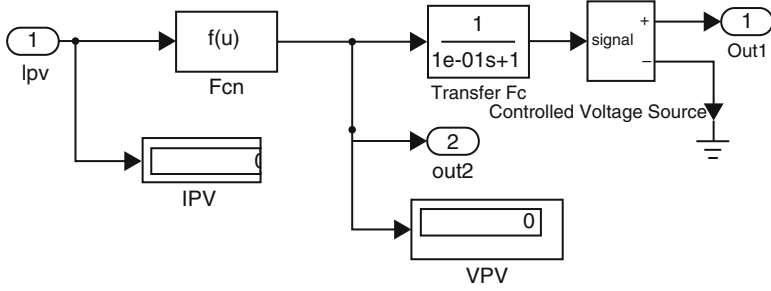 1
Ipv
f(u)
Fcn
IPV
0
1
1e-01s+1
Transfer Fc
2
out2
0
VPV
signal
+
−
Controlled Voltage Source
1
Out1